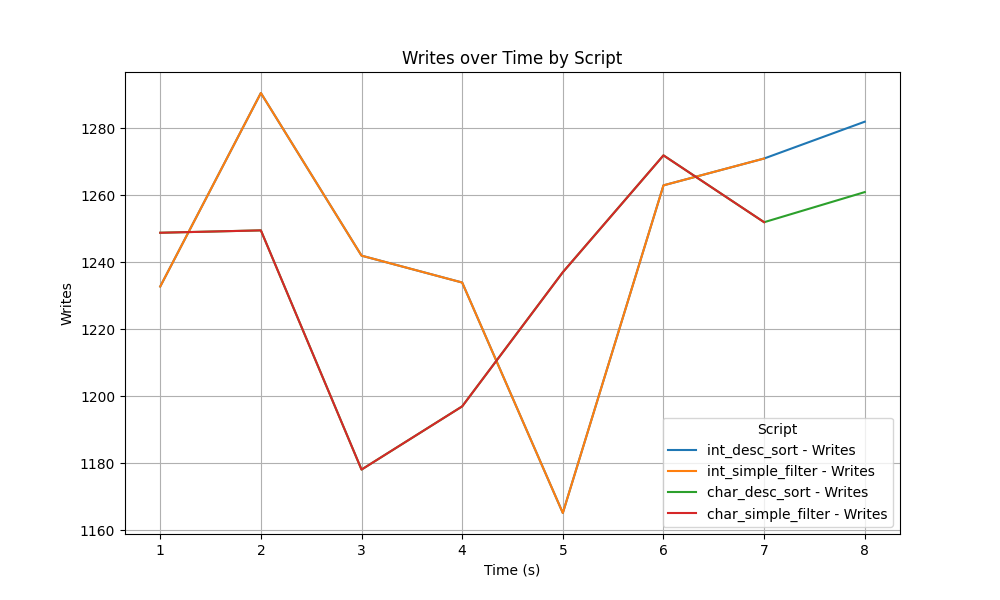 Writes over Time by Script
Writes
1280
1260
1240
1220
1200
1180
1160
1 2 3 4 5 6 7 8
Time (s)
Script
int_desc_sort - Writes
int_simple_filter - Writes
char_desc_sort - Writes
char_simple_filter - Writes